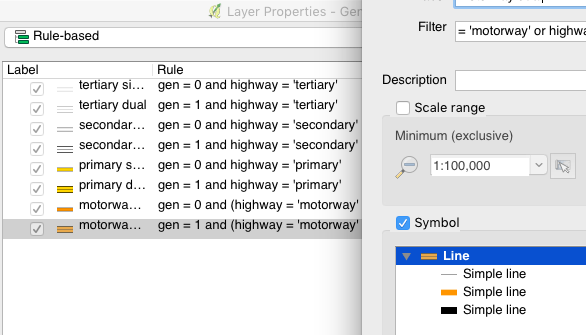 Layer Properties - Gen
Rule-based
Label Rule
tertiary si... gen = 0 and highway = 'tertiary'
tertiary dual gen = 1 and highway = 'tertiary'
secondar... gen = 0 and highway = 'secondary'
secondar... gen = 1 and highway = 'secondary'
primary s... gen = 0 and highway = 'primary'
primary d... gen = 1 and highway = 'primary'
motorwa... gen = 0 and (highway = 'motorway'
motorwa... gen = 1 and (highway = 'motorway'
Filter = 'motorway' or highwa
Description
Scale range
Minimum (exclusive)
1:100,000
Symbol
Line
Simple line
Simple line
Simple line